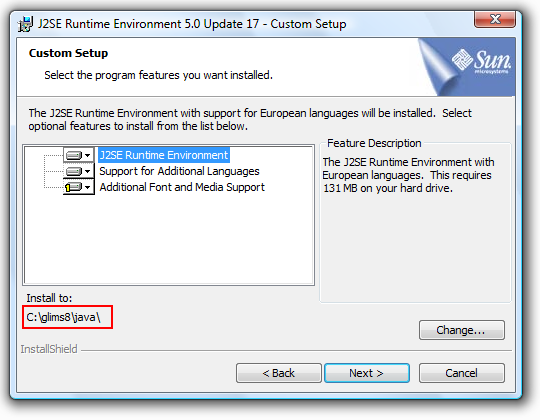 J2SE Runtime Environment 5.0 Update 17 - Custom Setup
Custom Setup
Select the program features you want installed.
Sun
microsystems
The J2SE Runtime Environment with support for European languages will be installed. Select
optional features to install from the list below.
J2SE Runtime Environment
Support for Additional Languages
Additional Font and Media Support
Feature Description
The J2SE Runtime Environment with
European languages. This requires
131 MB on your hard drive.
Install to:
C:\glims8\java\
Change...
InstallShield
< Back
Next >
Cancel